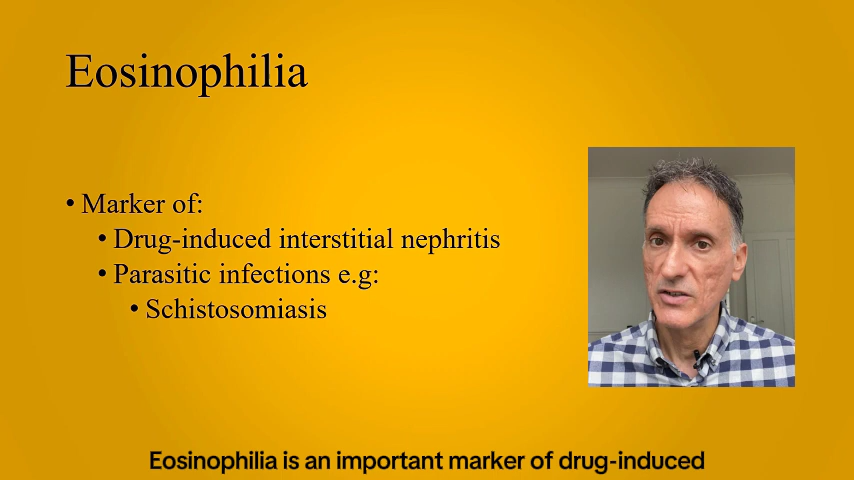 Eosinophilia
• Marker of:
• Drug-induced interstitial nephritis
• Parasitic infections e.g:
• Schistosomiasis
Eosinophilia is an important marker of drug-induced